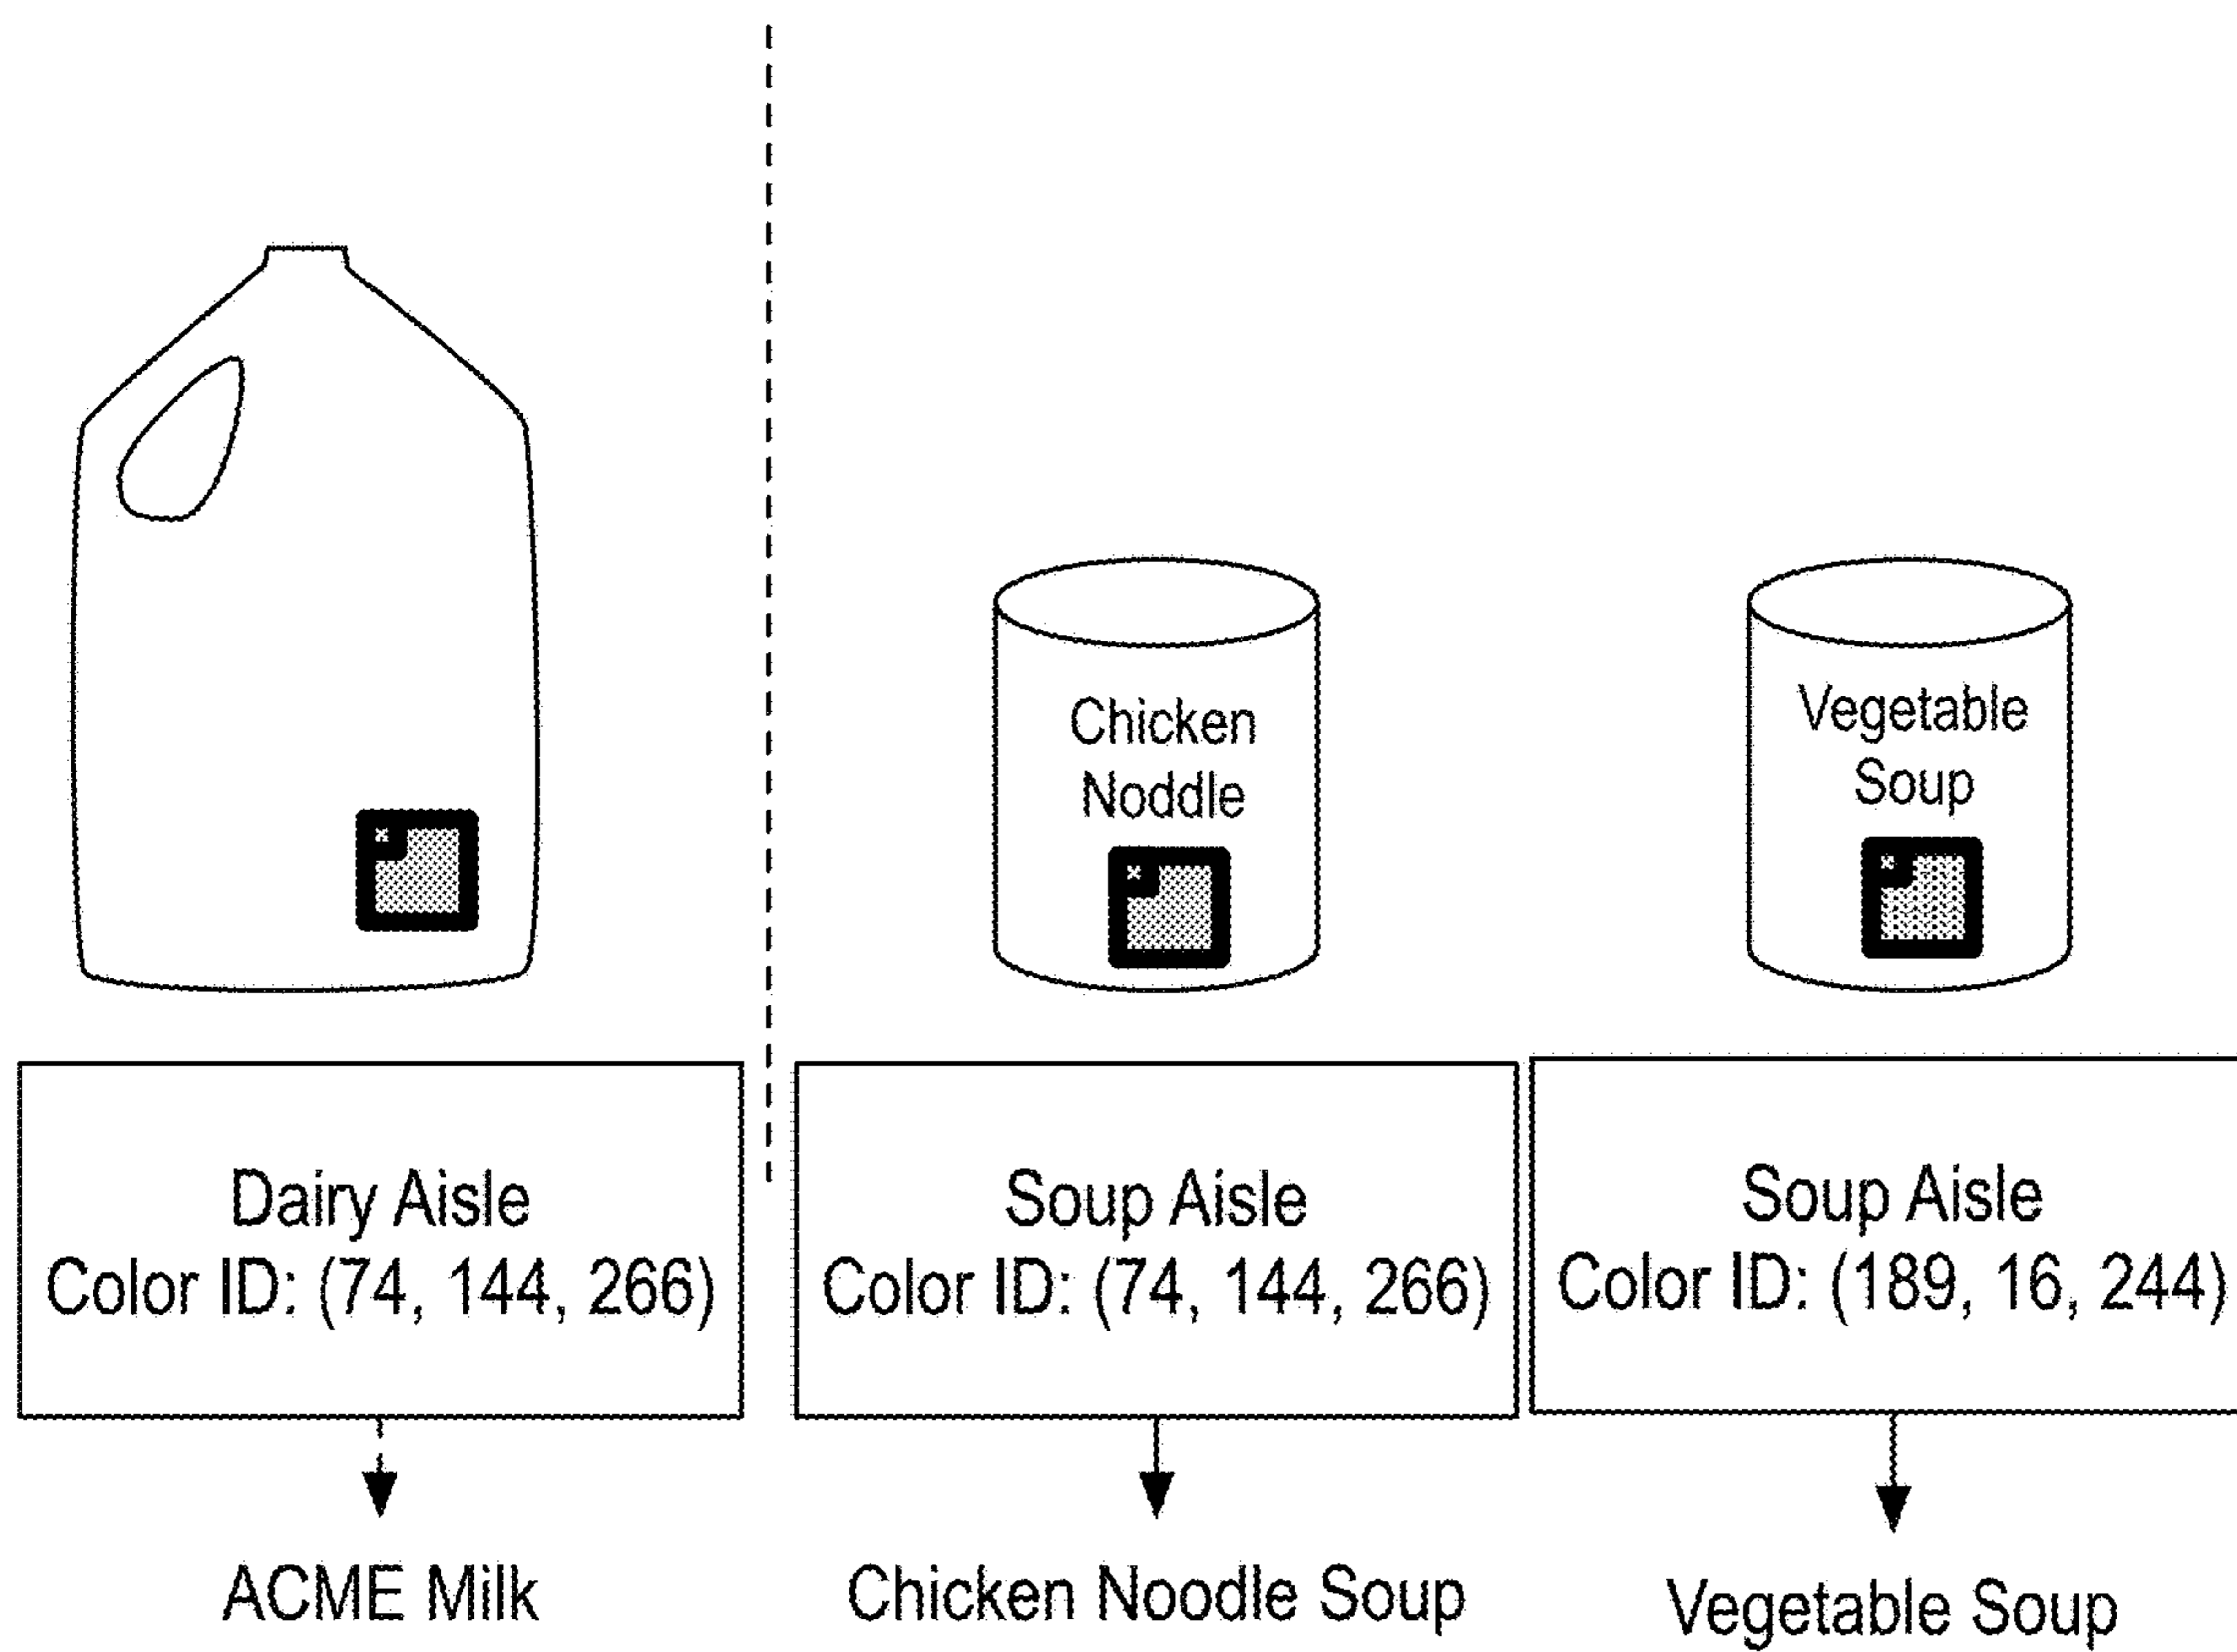 Chicken
Noddle
Vegetable
Soup
Dairy Aisle
Color ID: (74, 144, 266)
Soup Aisle
Color ID: (74, 144, 266)
Soup Aisle
Color ID: (189, 16, 244)
ACME Milk
Chicken Noodle Soup
Vegetable Soup